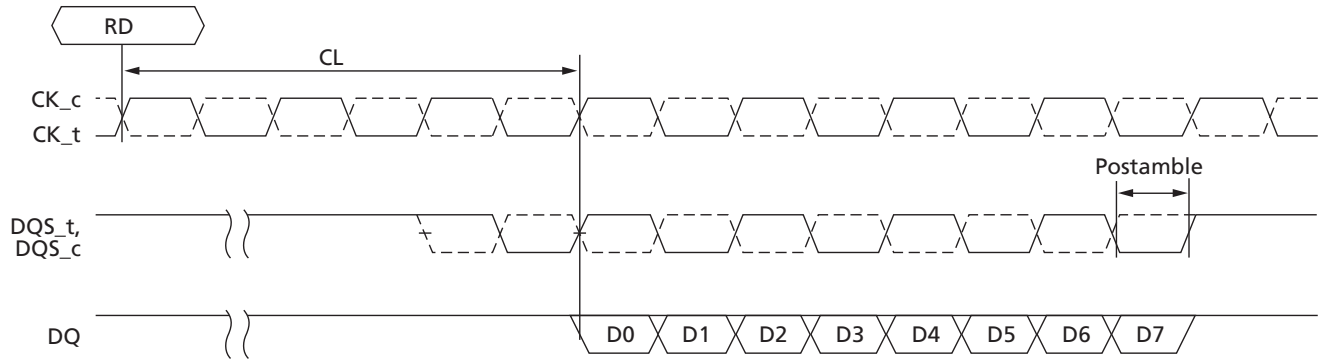 RD
CL
CK_c
CK_t
Postamble
DQS_t,
DQS_c
DQ
D0 D1 D2 D3 D4 D5 D6 D7